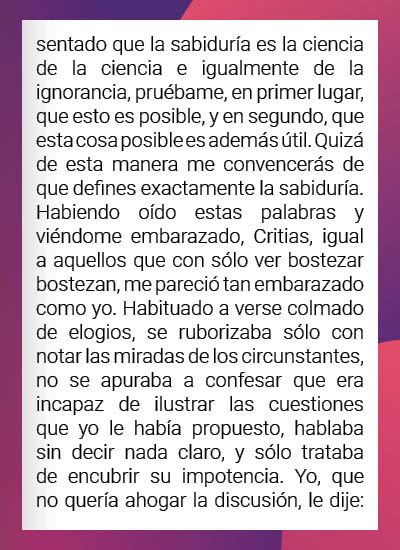 sentado que la sabiduría es la ciencia
de la ciencia e igualmente de la
ignorancia, pruébame, en primer lugar,
que esto es posible, y en segundo, que
esta cosa posible es además útil. Quizá
de esta manera me convencerás de
que defines exactamente la sabiduría.
Habiendo oído estas palabras y
viéndome embarazado, Critias, igual
a aquellos que con sólo ver bostezar
bostezan, me pareció tan embarazado
como yo. Habituado a verse colmado
de elogios, se ruborizaba sólo con
notar las miradas de los circunstantes,
no se apuraba a confesar que era
incapaz de ilustrar las cuestiones
que yo le había propuesto, hablaba
sin decir nada claro, y sólo trataba
de encubrir su impotencia. Yo, que
no quería ahogar la discusión, le dije: